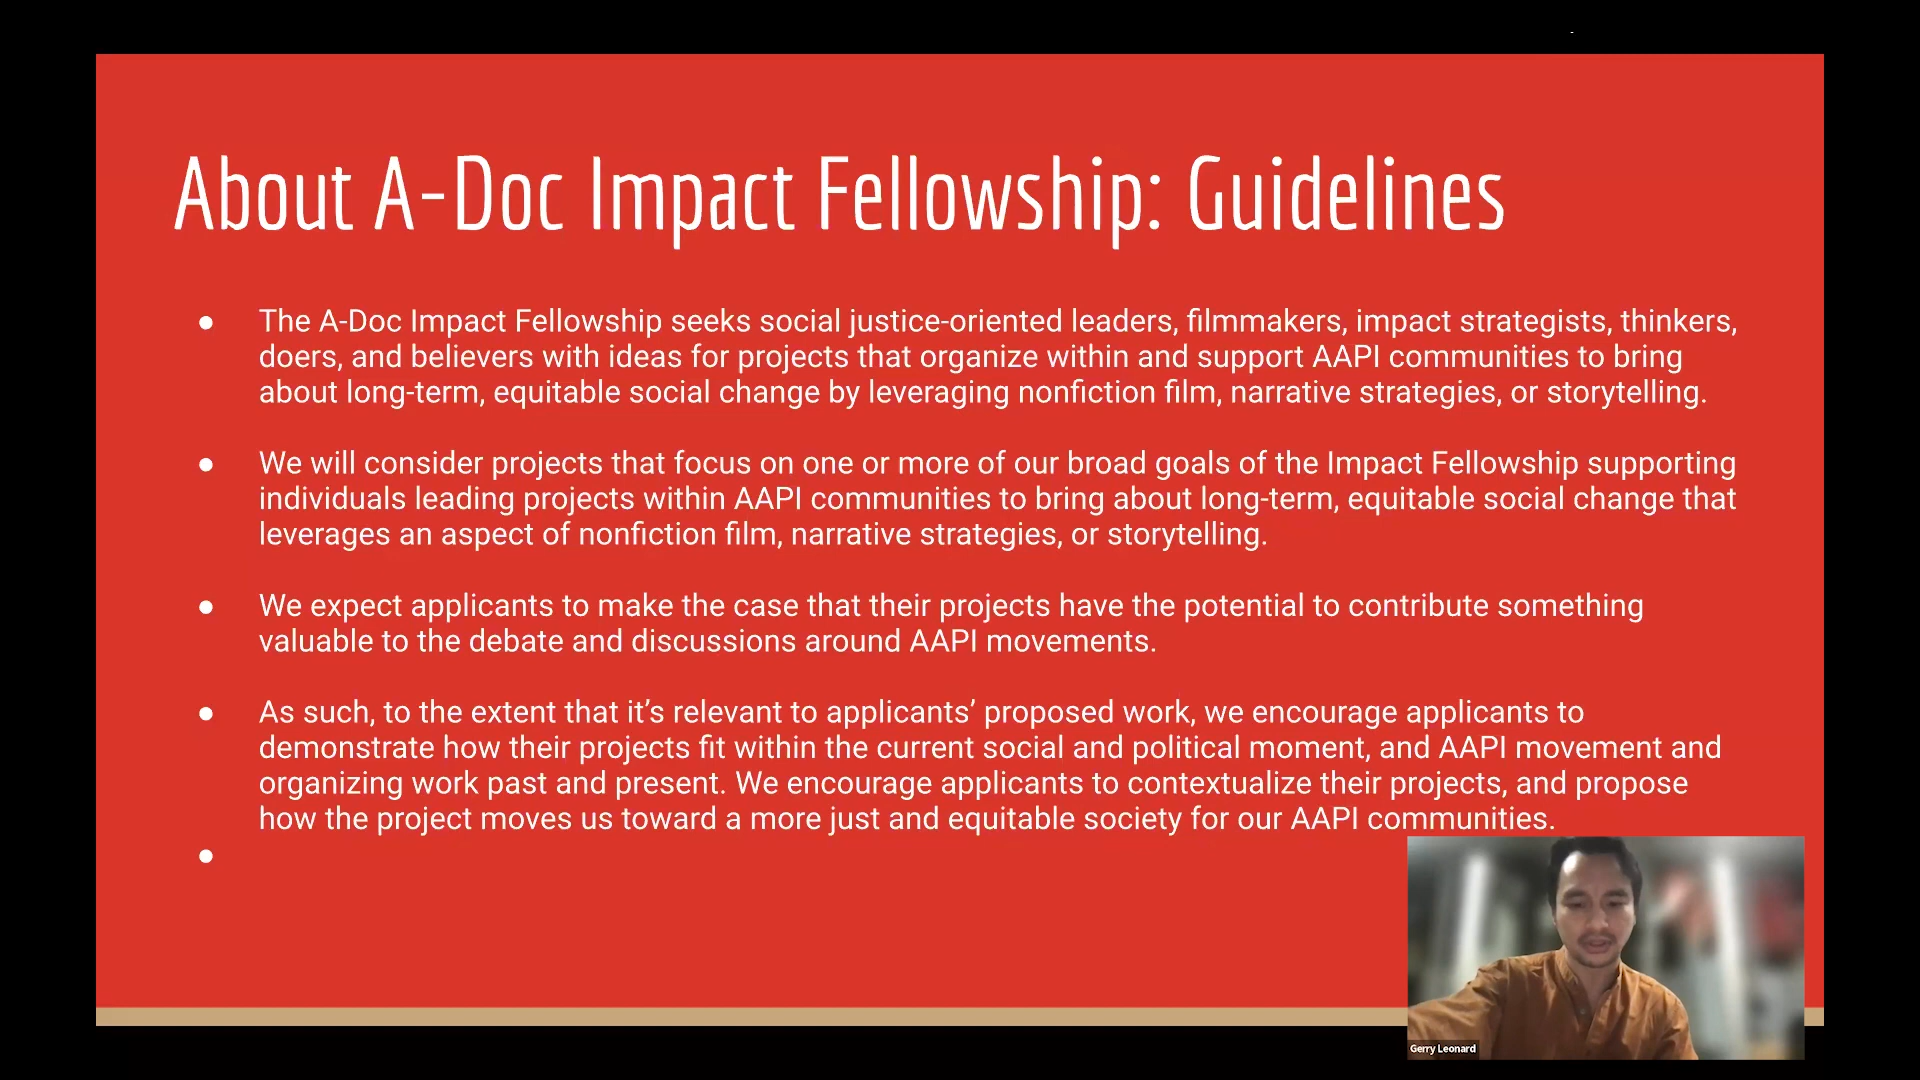 About A-Doc Impact Fellowship: Guidelines
● The A-Doc Impact Fellowship seeks social justice-oriented leaders, filmmakers, impact strategists, thinkers,
doers, and believers with ideas for projects that organize within and support AAPI communities to bring
about long-term, equitable social change by leveraging nonfiction film, narrative strategies, or storytelling.
● We will consider projects that focus on one or more of our broad goals of the Impact Fellowship supporting
individuals leading projects within AAPI communities to bring about long-term, equitable social change that
leverages an aspect of nonfiction film, narrative strategies, or storytelling.
● We expect applicants to make the case that their projects have the potential to contribute something
valuable to the debate and discussions around AAPI movements.
● As such, to the extent that it’s relevant to applicants’ proposed work, we encourage applicants to
demonstrate how their projects fit within the current social and political moment, and AAPI movement and
organizing work past and present. We encourage applicants to contextualize their projects, and propose
how the project moves us toward a more just and equitable society for our AAPI communities.
●
Gerry Leonard